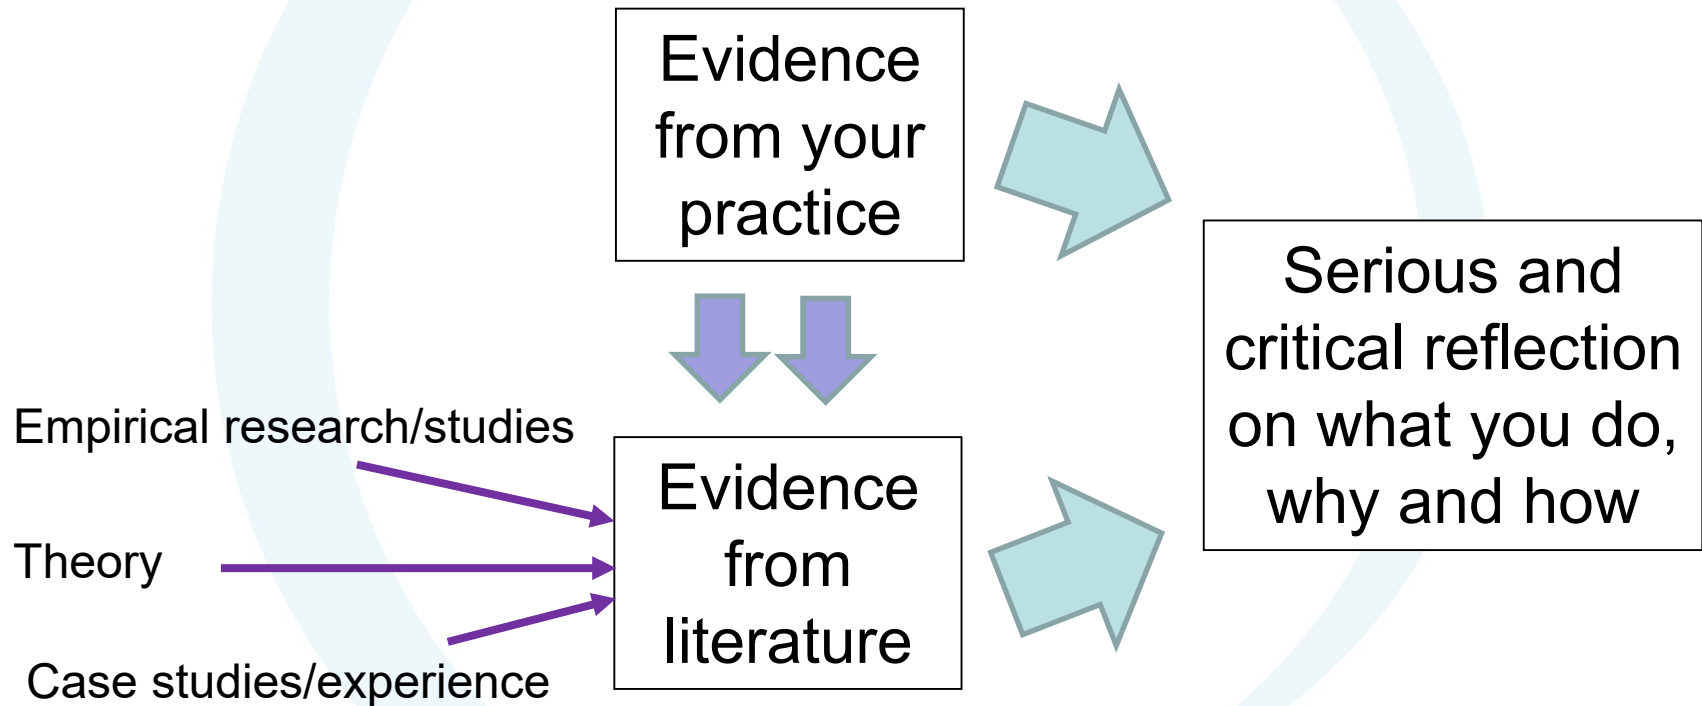 Evidence
from your
practice
Empirical research/studies
Theory
Case studies/experience
Evidence
from
literature
Serious and
critical reflection
on what you do,
why and how